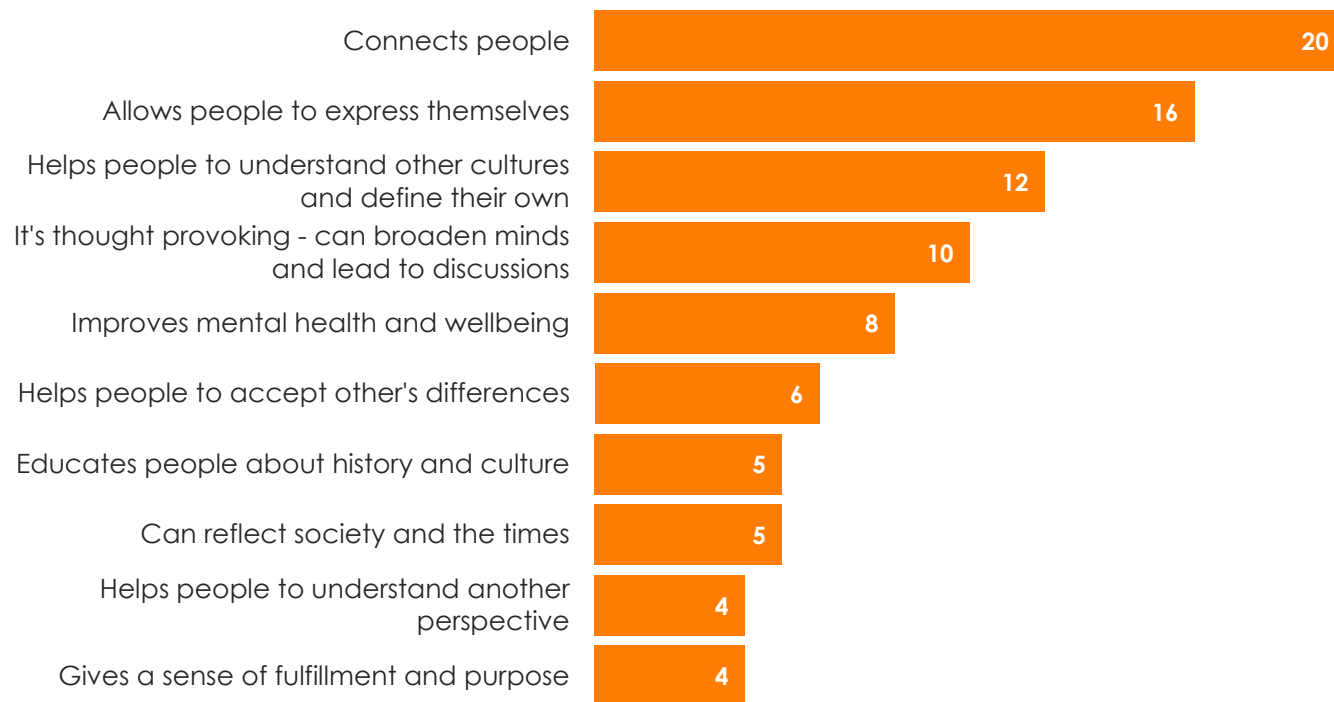 Connects people 20
Allows people to express themselves 16
Helps people to understand other cultures
and define their own 12
It's thought provoking - can broaden minds
and lead to discussions 10
Improves mental health and wellbeing 8
Helps people to accept other's differences 6
Educates people about history and culture 5
Can reflect society and the times 5
Helps people to understand another
perspective 4
Gives a sense of fulfillment and purpose 4